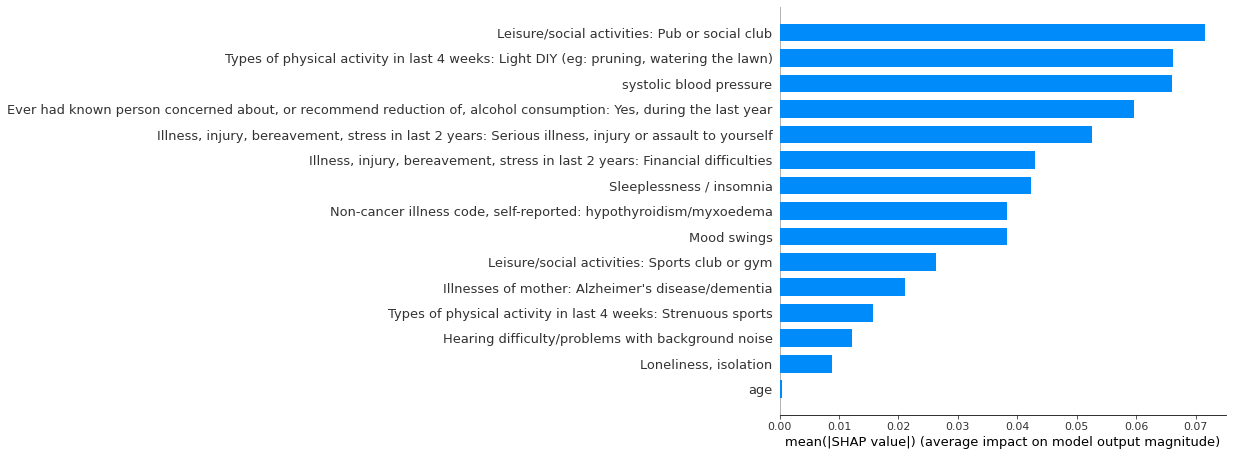 Leisure/social activities: Pub or social club
Types of physical activity in last 4 weeks: Light DIY (eg: pruning, watering the lawn)
systolic blood pressure
Ever had known person concerned about, or recommend reduction of, alcohol consumption: Yes, during the last year
Illness, injury, bereavement, stress in last 2 years: Serious illness, injury or assault to yourself
Illness, injury, bereavement, stress in last 2 years: Financial difficulties
Sleeplessness / insomnia
Non-cancer illness code, self-reported: hypothyroidism/myxoedema
Mood swings
Leisure/social activities: Sports club or gym
Illnesses of mother: Alzheimer's disease/dementia
Types of physical activity in last 4 weeks: Strenuous sports
Hearing difficulty/problems with background noise
Loneliness, isolation
age
0.00 0.01 0.02 0.03 0.04 0.05 0.06 0.07
mean(|SHAP value|) (average impact on model output magnitude)